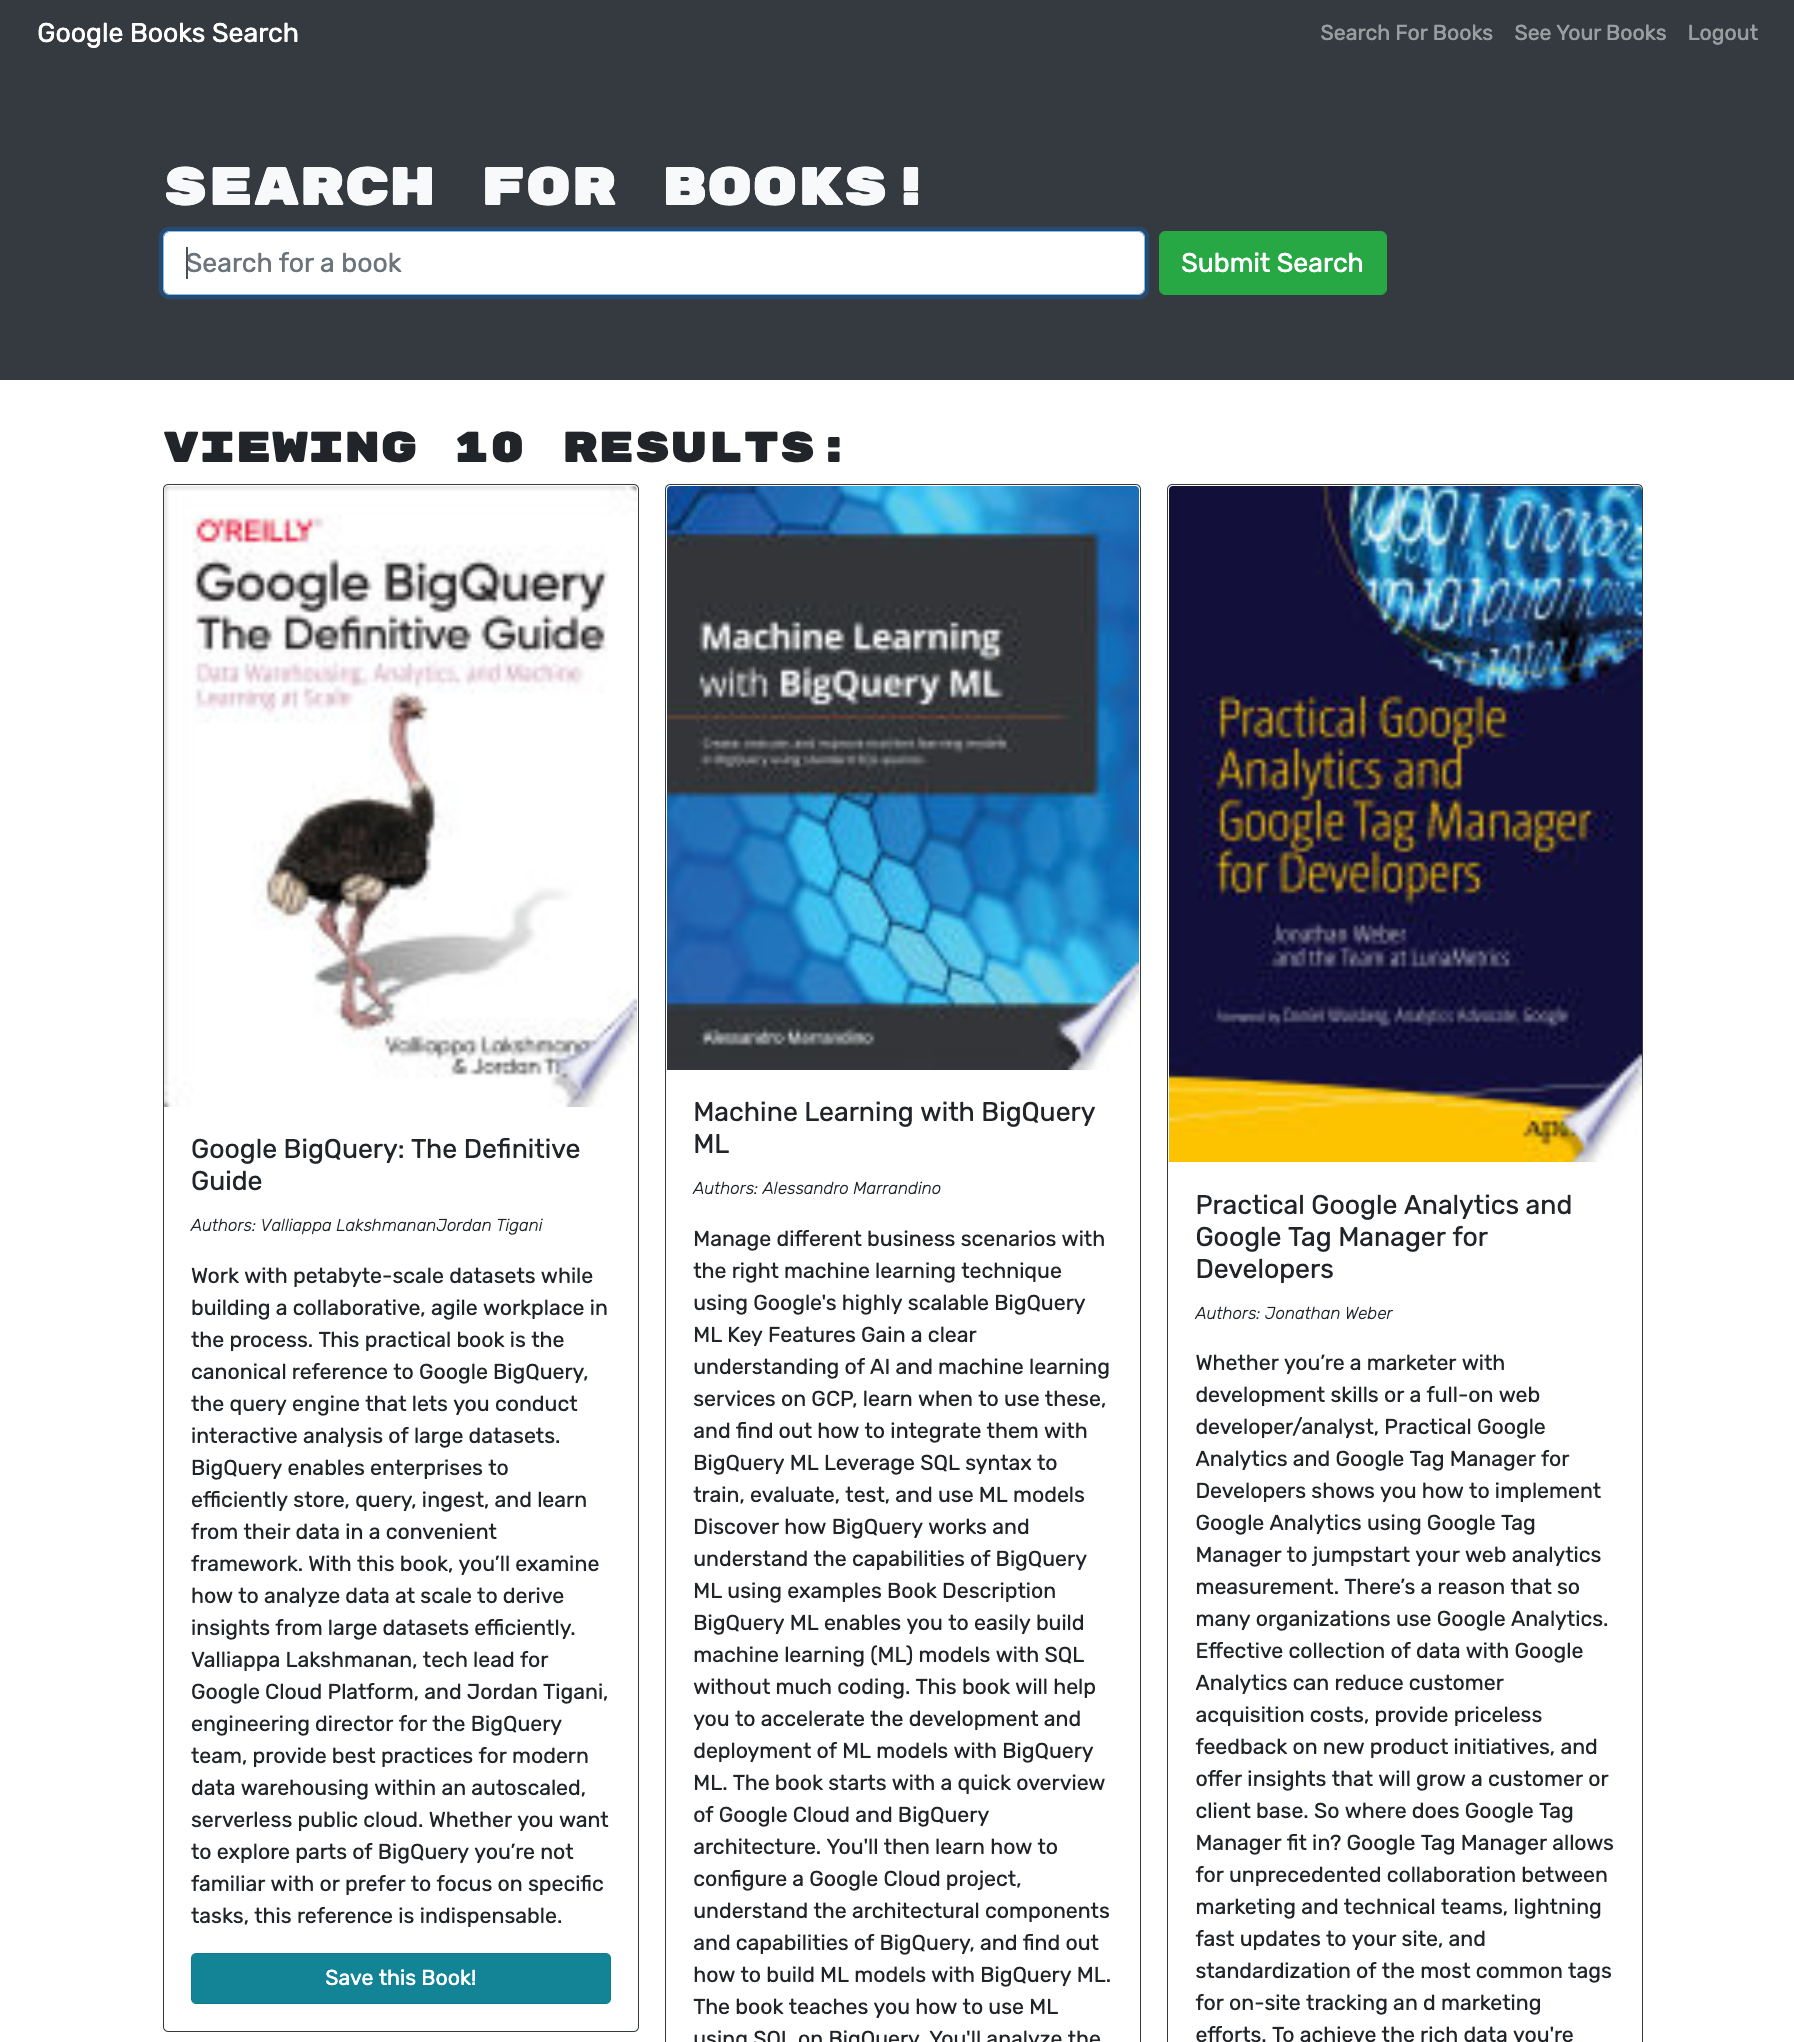 Google Books Search
Search For Books
See Your Books
Logout
SEARCH FOR BOOKS!
Search for a book
Submit Search
VIEWING 10 RESULTS:
O'REILLY
Google BigQuery
The Definitive Guide
Data Warehousing, Analytics, and Machine
Learning at Scale
Valliappa Lakshmana
& Jordan Ti
Google BigQuery: The Definitive
Guide
Authors: Valliappa LakshmananJordan Tigani
Work with petabyte-scale datasets while
building a collaborative, agile workplace in
the process. This practical book is the
canonical reference to Google BigQuery,
the query engine that lets you conduct
interactive analysis of large datasets.
BigQuery enables enterprises to
efficiently store, query, ingest, and learn
from their data in a convenient
framework. With this book, you’ll examine
how to analyze data at scale to derive
insights from large datasets efficiently.
Valliappa Lakshmanan, tech lead for
Google Cloud Platform, and Jordan Tigani,
engineering director for the BigQuery
team, provide best practices for modern
data warehousing within an autoscaled,
serverless public cloud. Whether you want
to explore parts of BigQuery you’re not
familiar with or prefer to focus on specific
tasks, this reference is indispensable.
Save this Book!
Machine Learning
with BigQuery ML
Create, execute, and improve machine learning models
in BigQuery using standard SQL queries
Alessandro Marrandino
Machine Learning with BigQuery
ML
Authors: Alessandro Marrandino
Manage different business scenarios with
the right machine learning technique
using Google's highly scalable BigQuery
ML Key Features Gain a clear
understanding of AI and machine learning
services on GCP, learn when to use these,
and find out how to integrate them with
BigQuery ML Leverage SQL syntax to
train, evaluate, test, and use ML models
Discover how BigQuery works and
understand the capabilities of BigQuery
ML using examples Book Description
BigQuery ML enables you to easily build
machine learning (ML) models with SQL
without much coding. This book will help
you to accelerate the development and
deployment of ML models with BigQuery
ML. The book starts with a quick overview
of Google Cloud and BigQuery
architecture. You'll then learn how to
configure a Google Cloud project,
understand the architectural components
and capabilities of BigQuery, and find out
how to build ML models with BigQuery ML.
The book teaches you how to use ML
using SQL on BigQuery. You'll analyze the
Practical Google
Analytics and
Google Tag Manager
for Developers
Jonathan Weber
and the Team at LunaMetrics
Foreword by Daniel Waisberg, Analytics Advocate, Google
Practical Google Analytics and
Google Tag Manager for
Developers
Authors: Jonathan Weber
Whether you’re a marketer with
development skills or a full-on web
developer/analyst, Practical Google
Analytics and Google Tag Manager for
Developers shows you how to implement
Google Analytics using Google Tag
Manager to jumpstart your web analytics
measurement. There’s a reason that so
many organizations use Google Analytics.
Effective collection of data with Google
Analytics can reduce customer
acquisition costs, provide priceless
feedback on new product initiatives, and
offer insights that will grow a customer or
client base. So where does Google Tag
Manager fit in? Google Tag Manager allows
for unprecedented collaboration between
marketing and technical teams, lightning
fast updates to your site, and
standardization of the most common tags
for on-site tracking an d marketing
efforts. To achieve the rich data you're